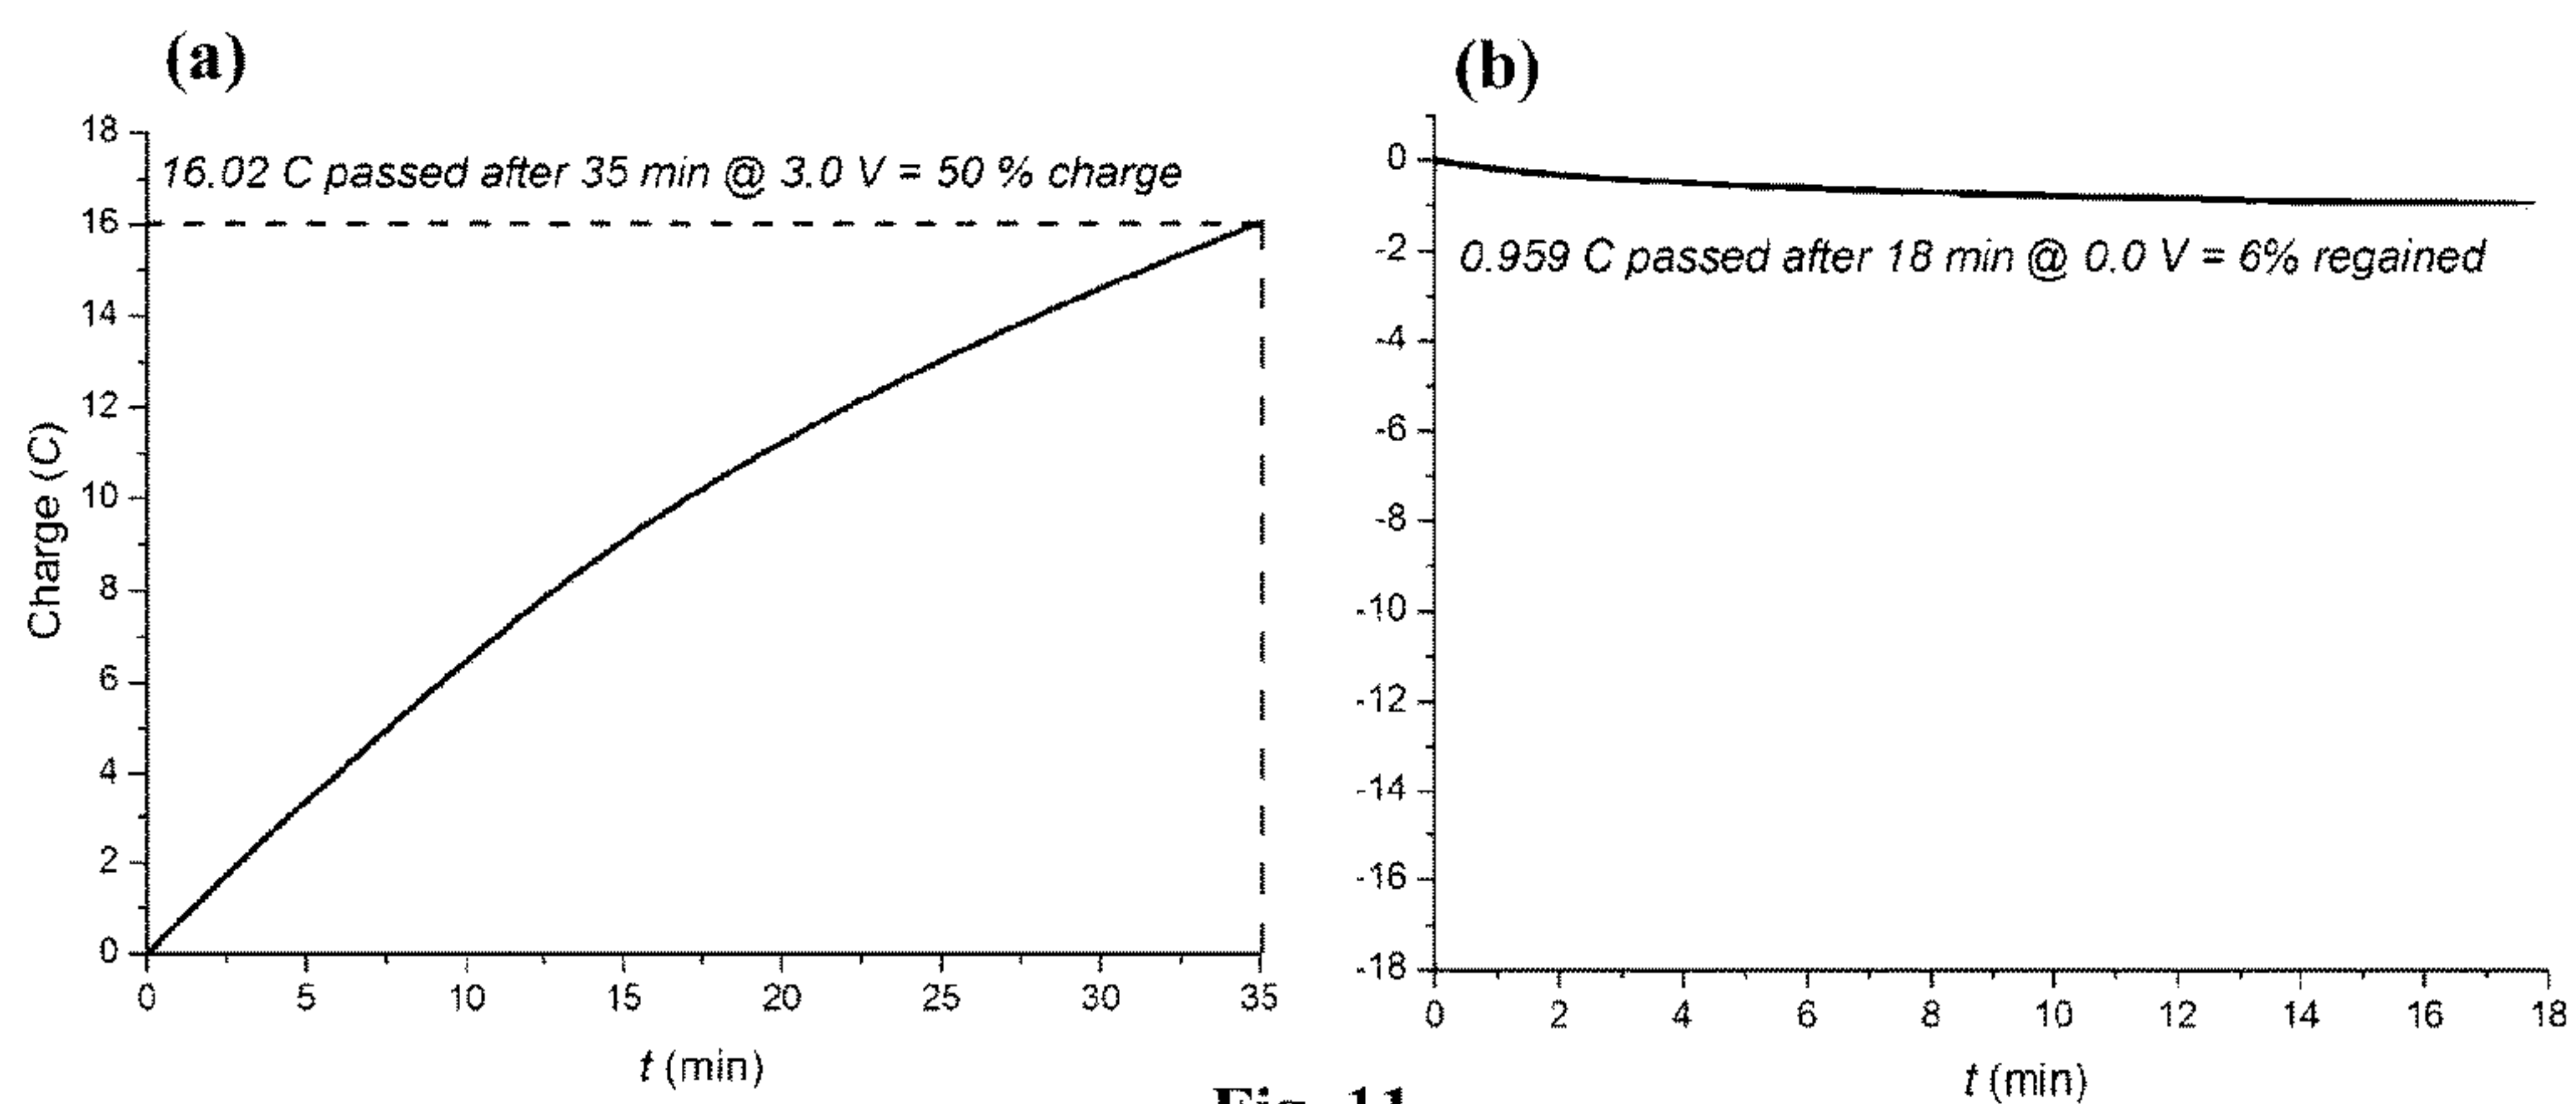 (a)
18
16.02 C passed after 35 min @ 3.0 V = 50 % charge
16
14
12
10
8
6
4
2
0
Charge (C)
0 5 10 15 20 25 30 35
t (min)
(b)
0
-2
0.959 C passed after 18 min @ 0.0 V = 6% regained
-4
-6
-8
-10
-12
-14
-16
-18
0 2 4 6 8 10 12 14 16 18
t (min)
Fig. 11